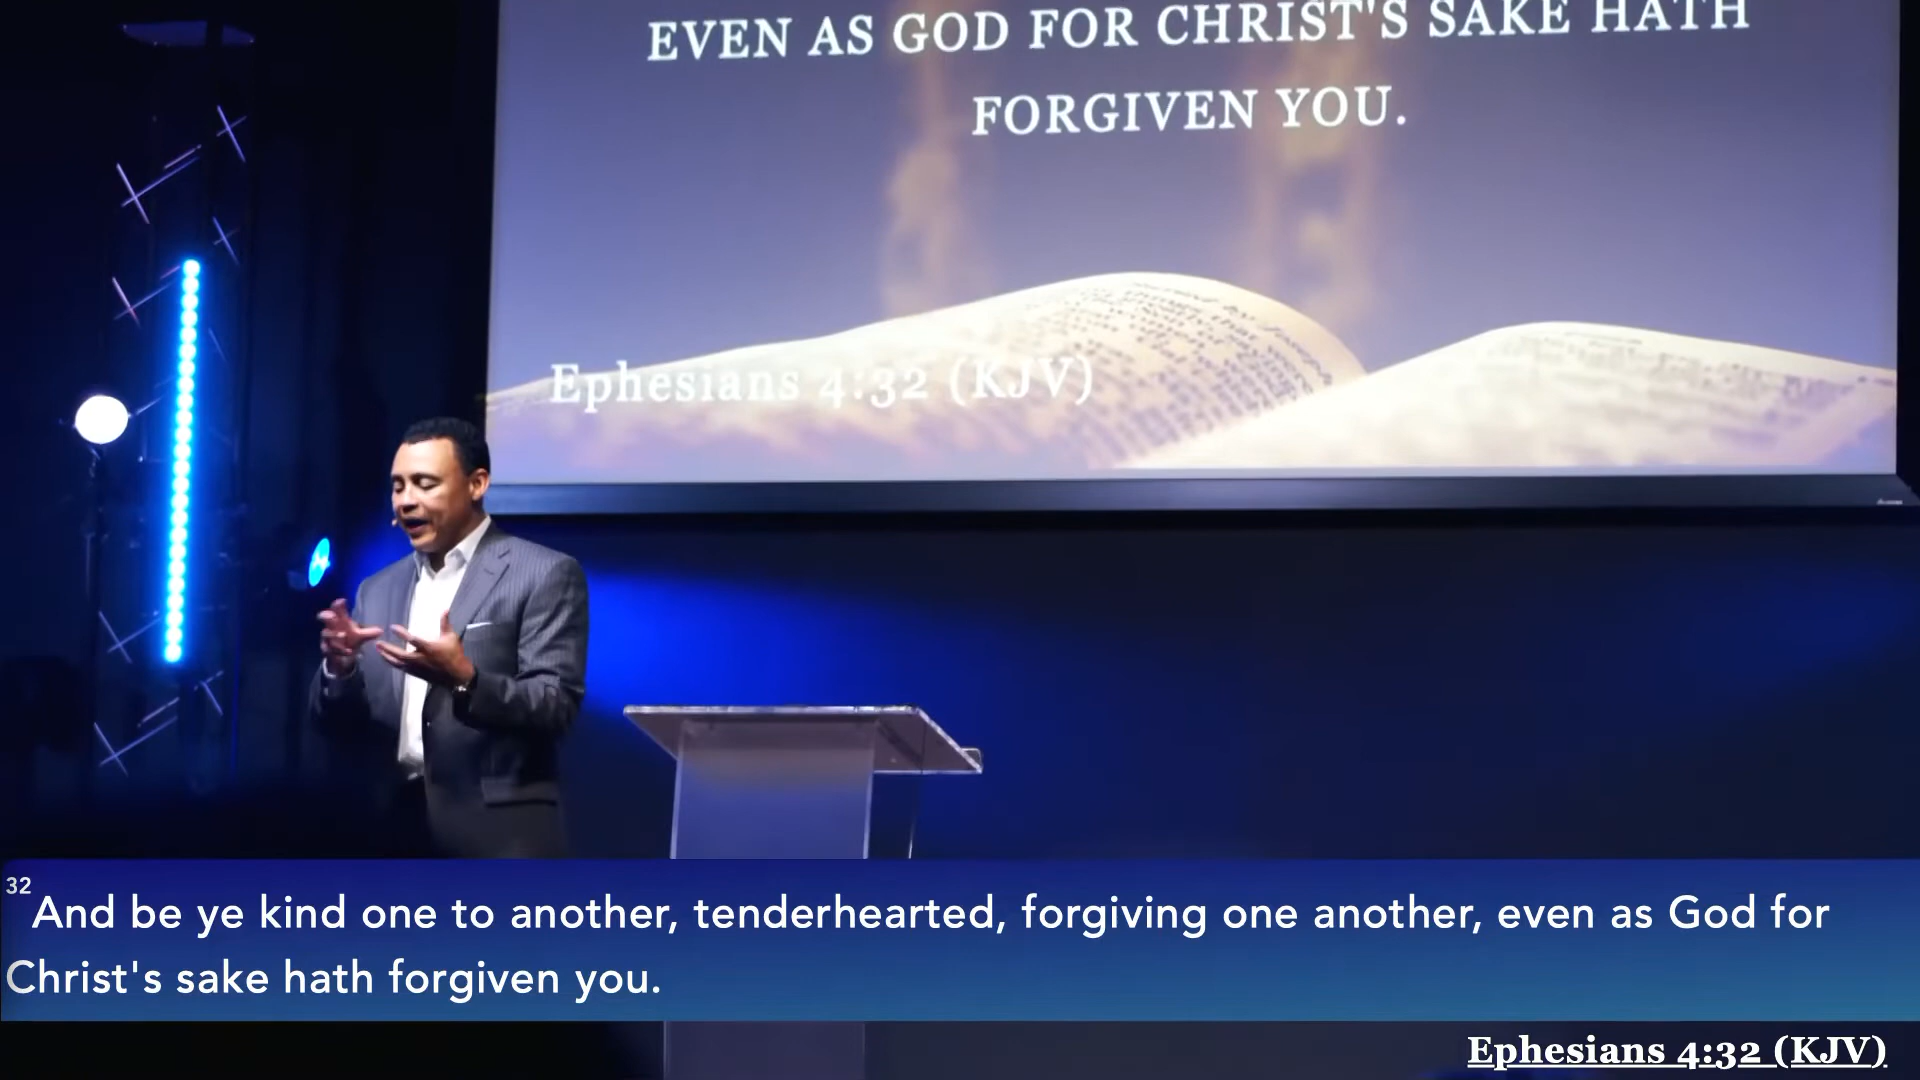 EVEN AS GOD FOR CHRIST'S SAKE HATH
FORGIVEN YOU.
Ephesians 4:32 (KJV)
32 And be ye kind one to another, tenderhearted, forgiving one another, even as God for
Christ's sake hath forgiven you.
Ephesians 4:32 (KJV)